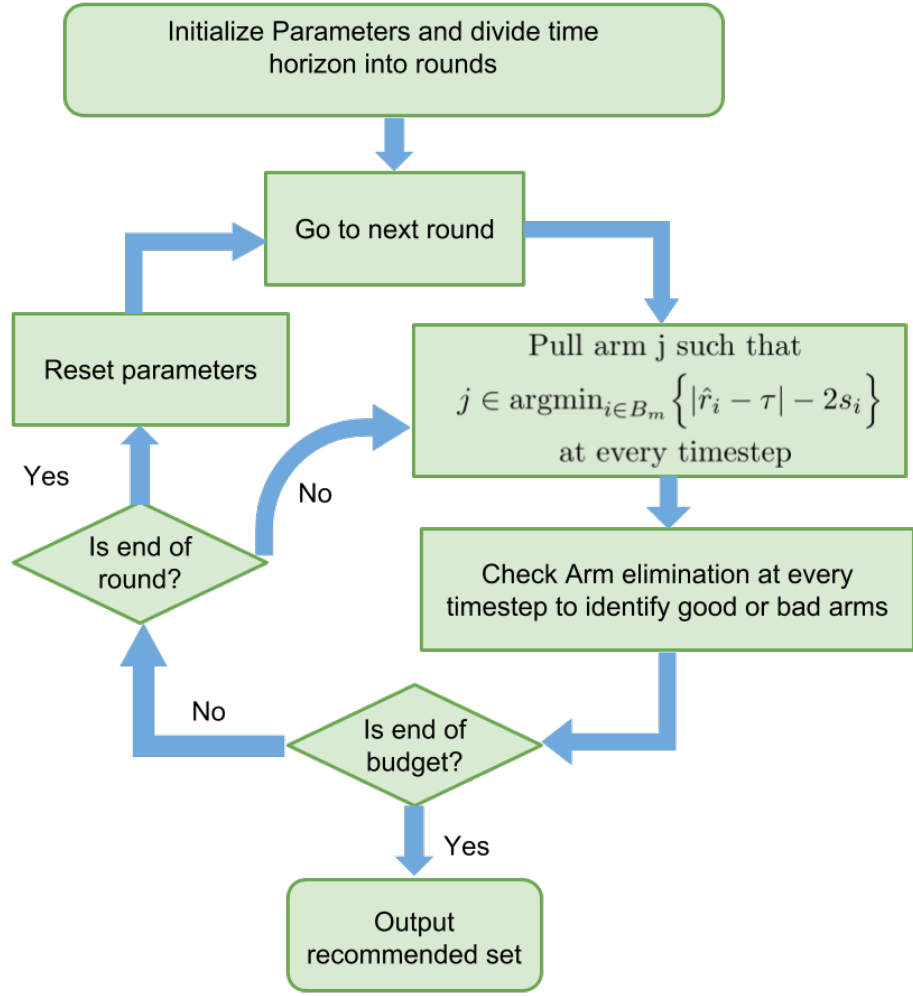 Initialize Parameters and divide time
horizon into rounds
Go to next round
Reset parameters
Pull arm j such that
j ∈ argmin_{i∈B_m} {|r̂_i − τ| − 2s_i}
at every timestep
Yes
No
Is end of
round?
Check Arm elimination at every
timestep to identify good or bad arms
No
Is end of
budget?
Yes
Output
recommended set